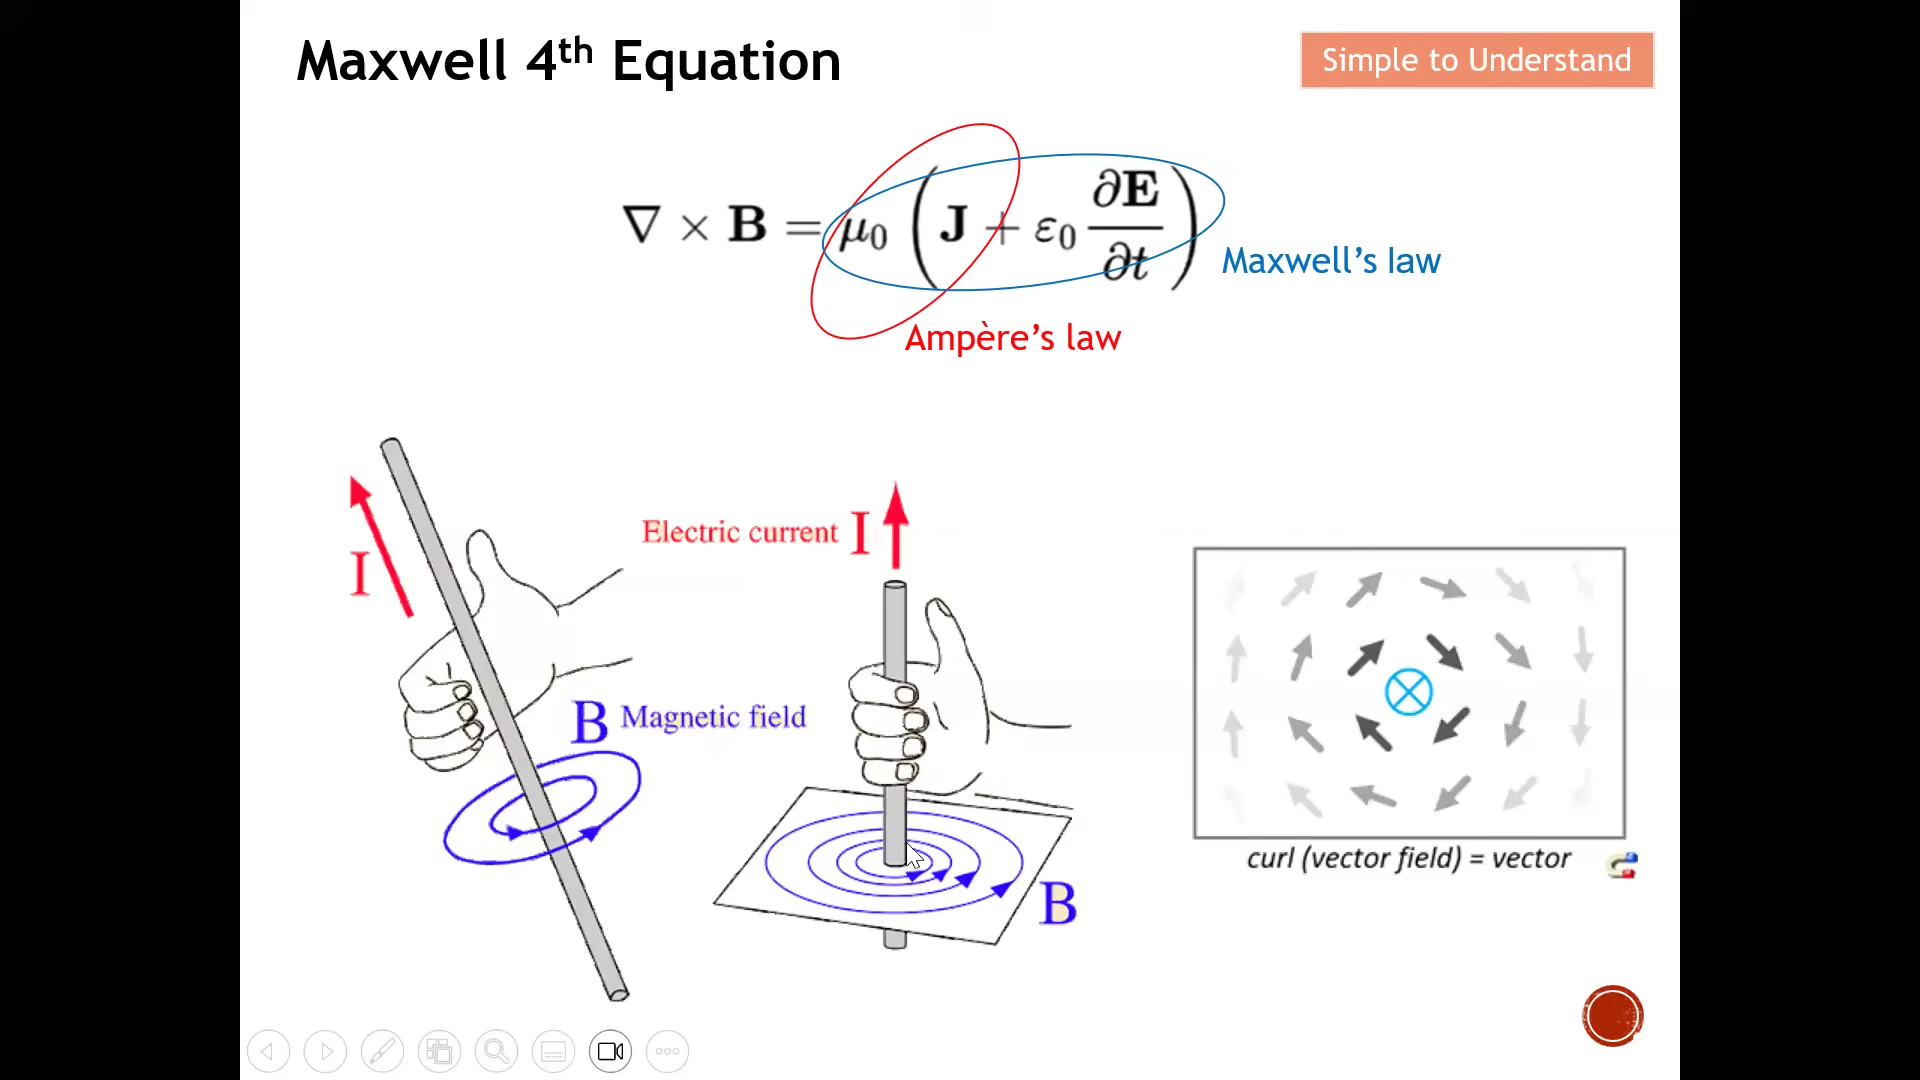 Maxwell 4th Equation
Simple to Understand
∇ × B = μ₀ ( J + ε₀ ∂E/∂t )
Maxwell’s law
Ampère’s law
I
Electric current I
B Magnetic field
B
curl (vector field) = vector